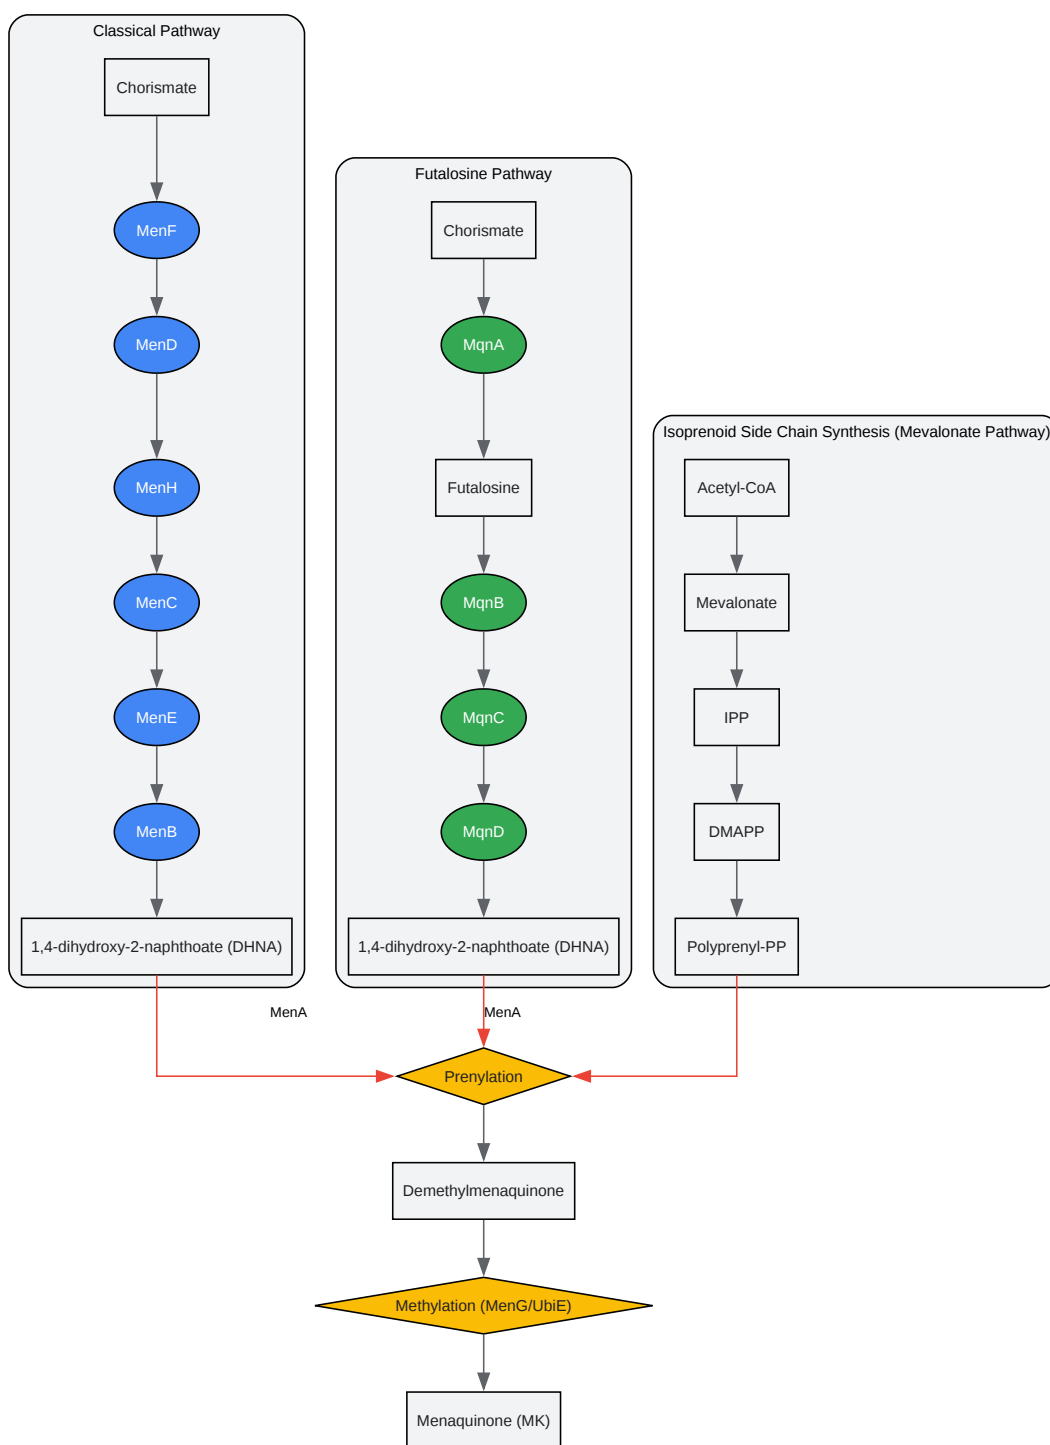 Classical Pathway
Chorismate
MenF
MenD
MenH
MenC
MenE
MenB
1,4-dihydroxy-2-naphthoate (DHNA)
Futalosine Pathway
Chorismate
MqnA
Futalosine
MqnB
MqnC
MqnD
1,4-dihydroxy-2-naphthoate (DHNA)
Isoprenoid Side Chain Synthesis (Mevalonate Pathway)
Acetyl-CoA
Mevalonate
IPP
DMAPP
Polyprenyl-PP
MenA
MenA
Prenylation
Demethylmenaquinone
Methylation (MenG/UbiE)
Menaquinone (MK)